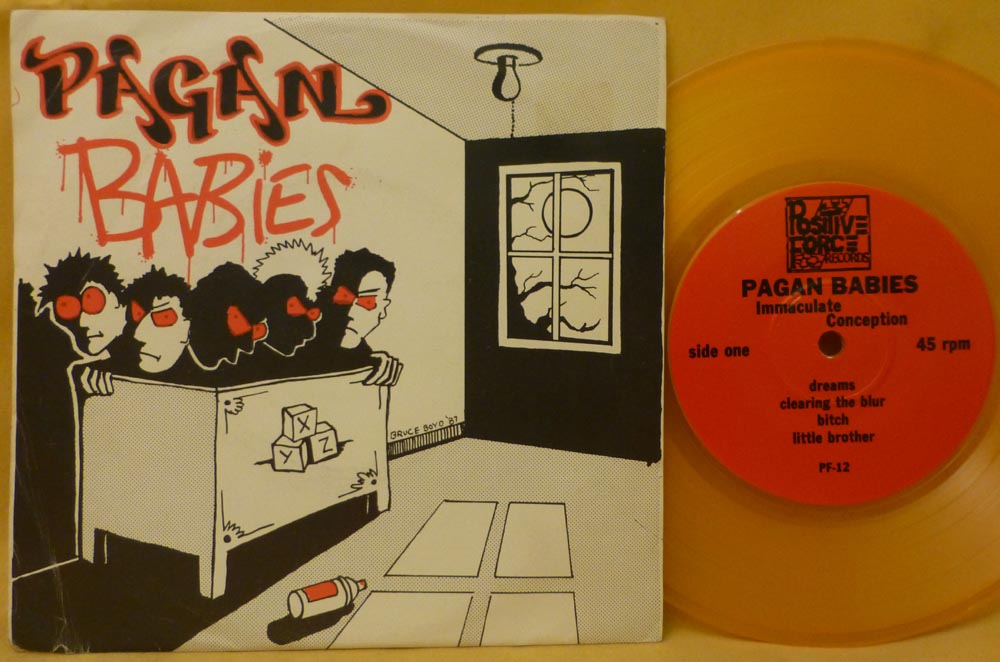 PAGAN
BABIES
X
Y Z
BRUCE BOYD '87
POSITIVE
FORCE
RECORDS
PAGAN BABIES
Immaculate
Conception
side one
45 rpm
dreams
clearing the blur
bitch
little brother
PF-12